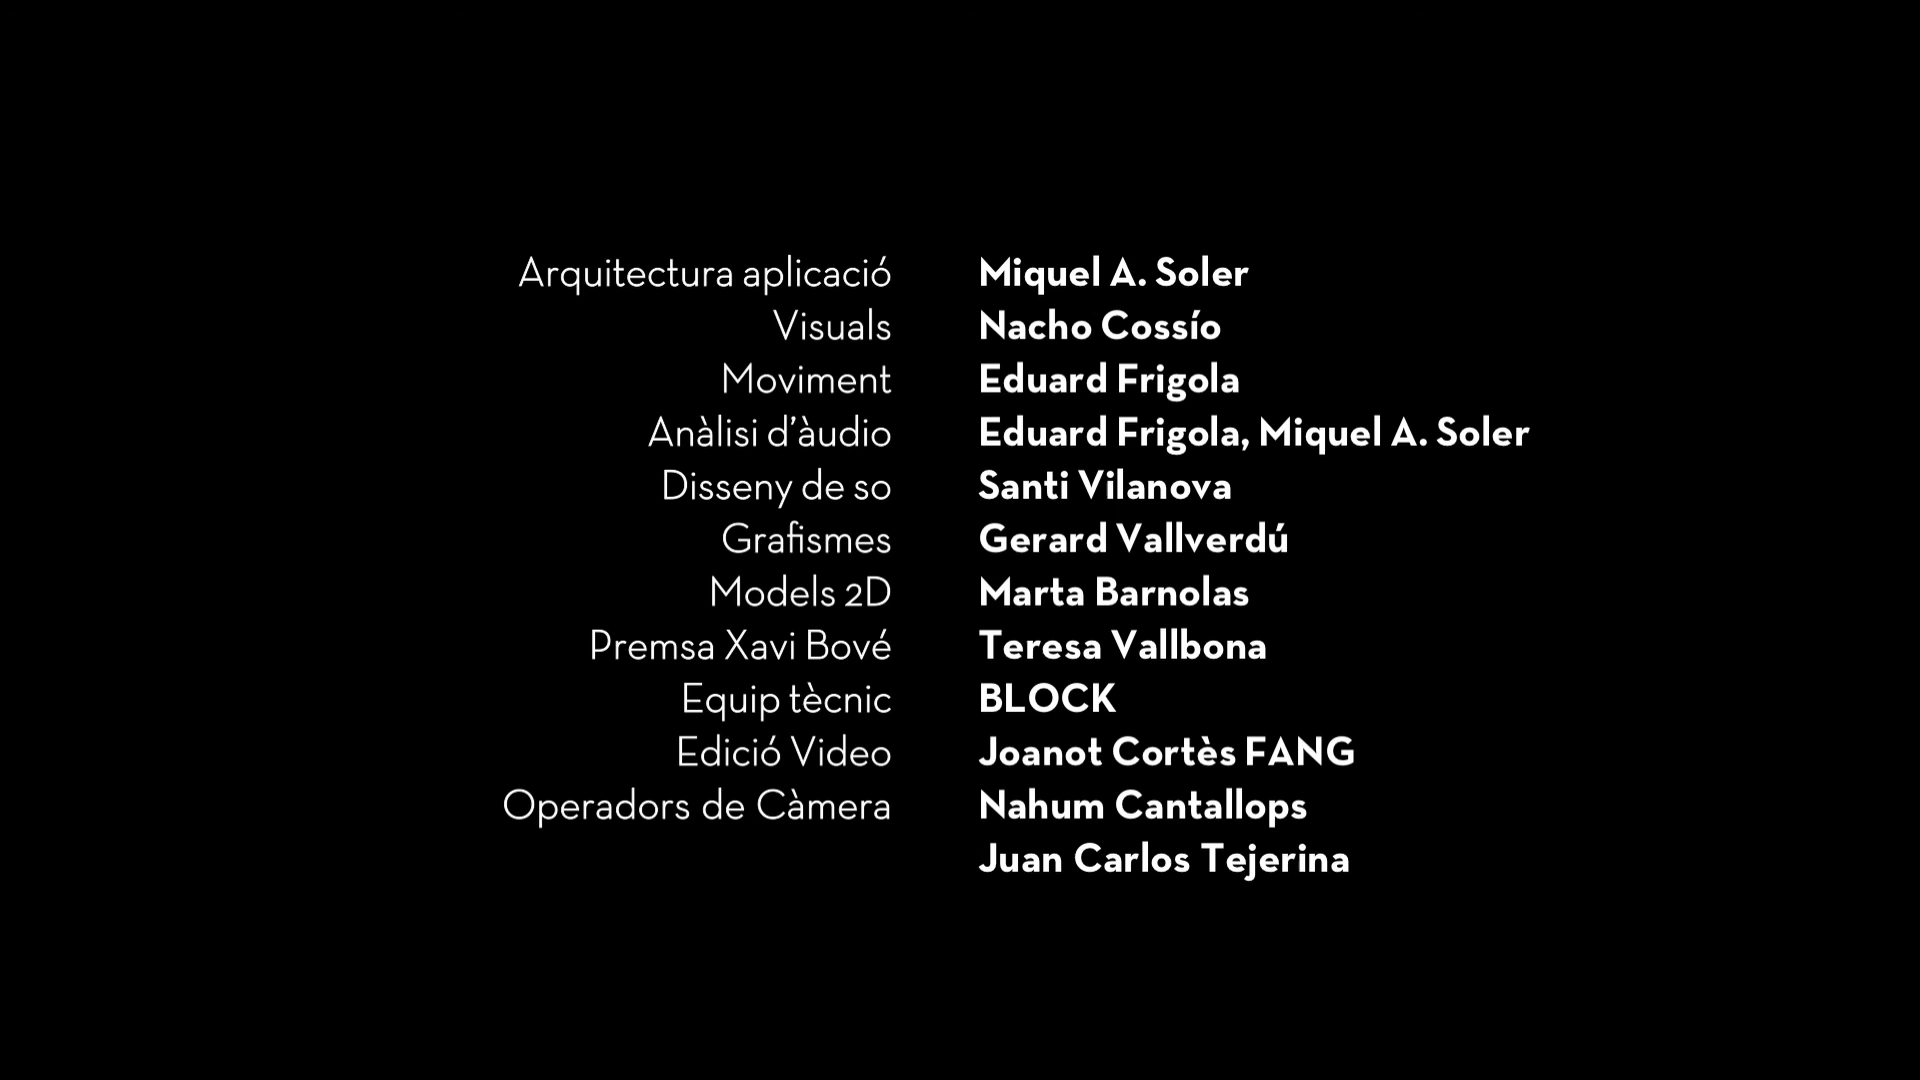 Arquitectura aplicació Miquel A. Soler
Visuals Nacho Cossío
Moviment Eduard Frigola
Anàlisi d’àudio Eduard Frigola, Miquel A. Soler
Disseny de so Santi Vilanova
Grafismes Gerard Vallverdú
Models 2D Marta Barnolas
Premsa Xavi Bové Teresa Vallbona
Equip tècnic BLOCK
Edició Video Joanot Cortès FANG
Operadors de Càmera Nahum Cantallops
Juan Carlos Tejerina